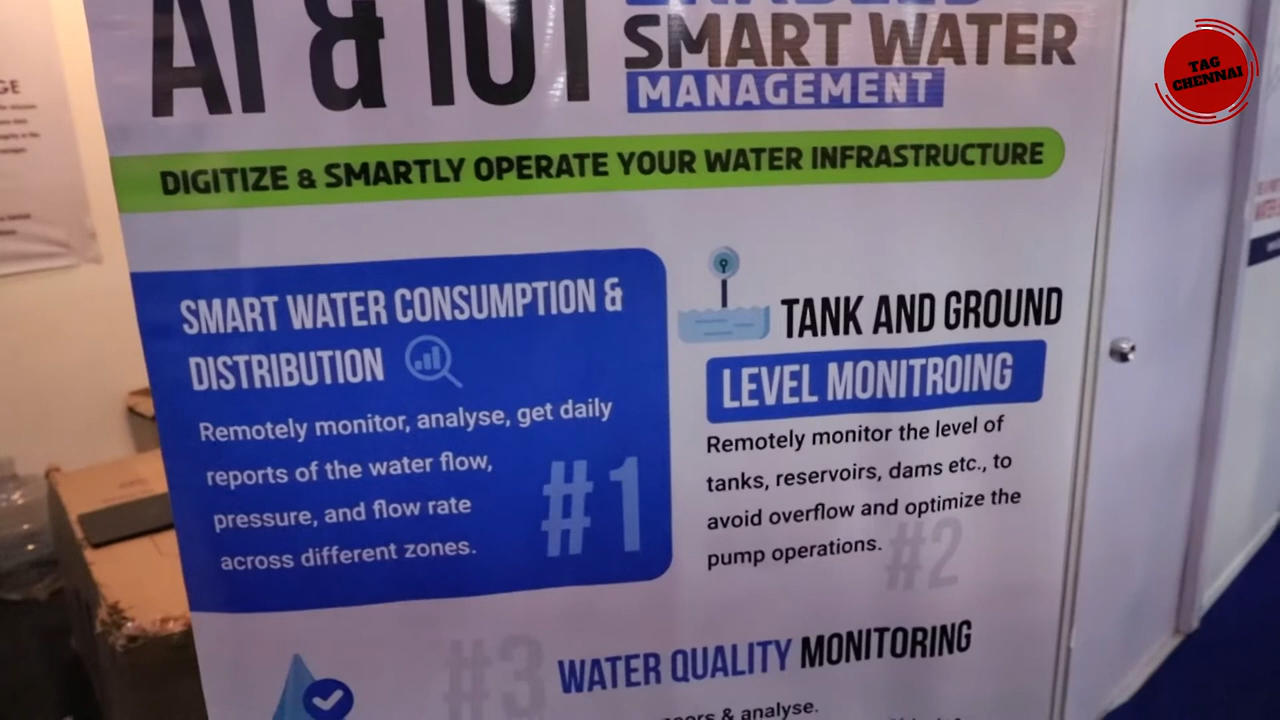 AI & IOT ENABLED
SMART WATER
MANAGEMENT
DIGITIZE & SMARTLY OPERATE YOUR WATER INFRASTRUCTURE
SMART WATER CONSUMPTION &
DISTRIBUTION
Remotely monitor, analyse, get daily
reports of the water flow,
pressure, and flow rate
across different zones.
#1
TANK AND GROUND
LEVEL MONITROING
Remotely monitor the level of
tanks, reservoirs, dams etc., to
avoid overflow and optimize the
pump operations.
#2
#3 WATER QUALITY MONITORING
& analyse.
TAG
CHENNAI